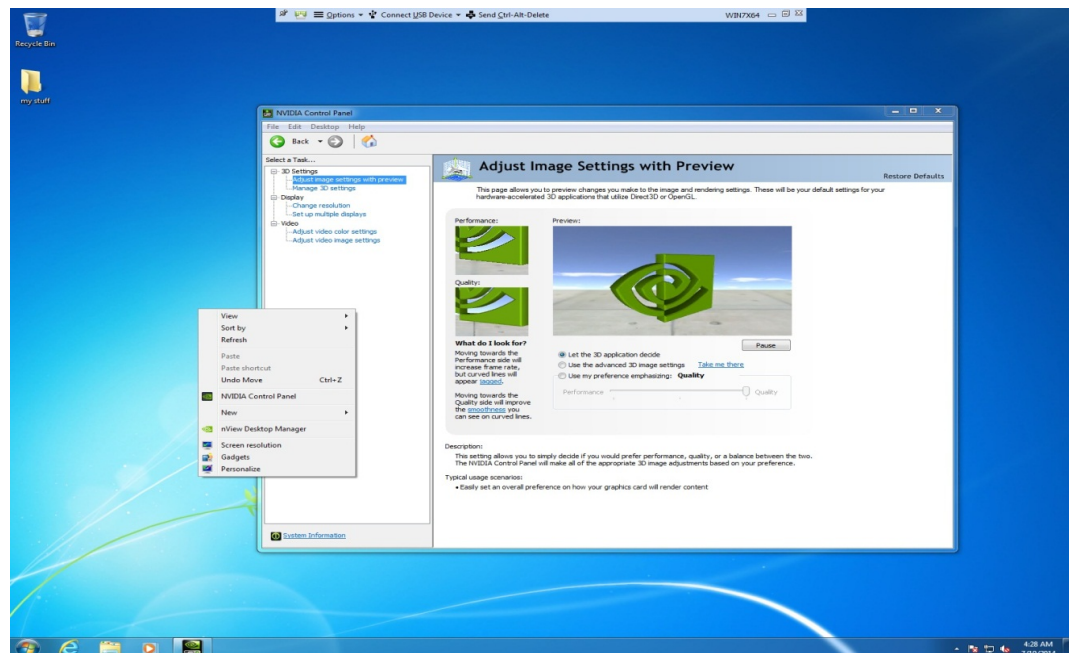 Options Connect USB Device Send Ctrl-Alt-Delete WIN7X64
Recycle Bin
my stuff
NVIDIA Control Panel
File Edit Desktop Help
Back
Select a Task...
3D Settings
Adjust image settings with preview
Manage 3D settings
Display
Change resolution
Set up multiple displays
Video
Adjust video color settings
Adjust video image settings
System Information
Adjust Image Settings with Preview
Restore Defaults
This page allows you to preview changes you make to the image and rendering settings. These will be your default settings for your
hardware-accelerated 3D applications that utilize Direct3D or OpenGL.
Performance:
Quality:
What do I look for?
Moving towards the
Performance side will
increase frame rate,
but curved lines will
appear jagged.
Moving towards the
Quality side will improve
the smoothness you
can see on curved lines.
Preview:
Pause
Let the 3D application decide
Use the advanced 3D image settings Take me there
Use my preference emphasizing: Quality
Performance Quality
Description:
This setting allows you to simply decide if you would prefer performance, quality, or a balance between the two.
The NVIDIA Control Panel will make all of the appropriate 3D image adjustments based on your preference.
Typical usage scenarios:
• Easily set an overall preference on how your graphics card will render content
View
Sort by
Refresh
Paste
Paste shortcut
Undo Move Ctrl+Z
NVIDIA Control Panel
New
nView Desktop Manager
Screen resolution
Gadgets
Personalize
4:28 AM